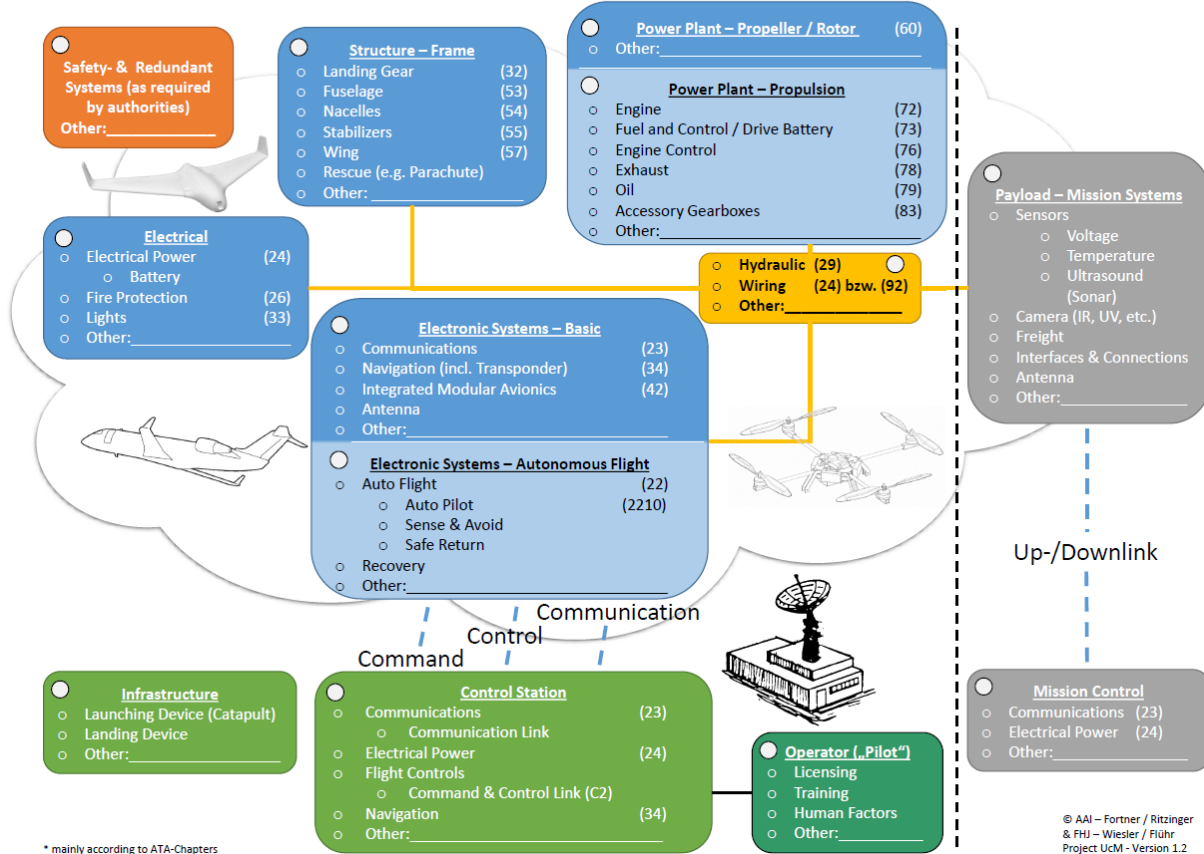 Safety- & Redundant
Systems (as required
by authorities)
Other:_____________
Structure – Frame
○ Landing Gear (32)
○ Fuselage (53)
○ Nacelles (54)
○ Stabilizers (55)
○ Wing (57)
○ Rescue (e.g. Parachute)
○ Other: _______________
Power Plant – Propeller / Rotor (60)
○ Other:_______________
Power Plant – Propulsion
○ Engine (72)
○ Fuel and Control / Drive Battery (73)
○ Engine Control (76)
○ Exhaust (78)
○ Oil (79)
○ Accessory Gearboxes (83)
○ Other:_______________
Electrical
○ Electrical Power (24)
○ Battery
○ Fire Protection (26)
○ Lights (33)
○ Other:_______________
○ Hydraulic (29)
○ Wiring (24) bzw. (92)
○ Other:_______________
Payload – Mission Systems
○ Sensors
○ Voltage
○ Temperature
○ Ultrasound
(Sonar)
○ Camera (IR, UV, etc.)
○ Freight
○ Interfaces & Connections
○ Antenna
○ Other:_______________
Electronic Systems – Basic
○ Communications (23)
○ Navigation (incl. Transponder) (34)
○ Integrated Modular Avionics (42)
○ Antenna
○ Other:_______________
Electronic Systems – Autonomous Flight
○ Auto Flight (22)
○ Auto Pilot (2210)
○ Sense & Avoid
○ Safe Return
○ Recovery
○ Other:_______________
Command
Control
Communication
Up-/Downlink
Infrastructure
○ Launching Device (Catapult)
○ Landing Device
○ Other:_______________
Control Station
○ Communications (23)
○ Communication Link
○ Electrical Power (24)
○ Flight Controls
○ Command & Control Link (C2)
○ Navigation (34)
○ Other:_______________
Operator („Pilot“)
○ Licensing
○ Training
○ Human Factors
○ Other:_______________
Mission Control
○ Communications (23)
○ Electrical Power (24)
○ Other:_______________
* mainly according to ATA-Chapters
© AAI – Fortner / Ritzinger
& FHJ – Wiesler / Flühr
Project UcM - Version 1.2